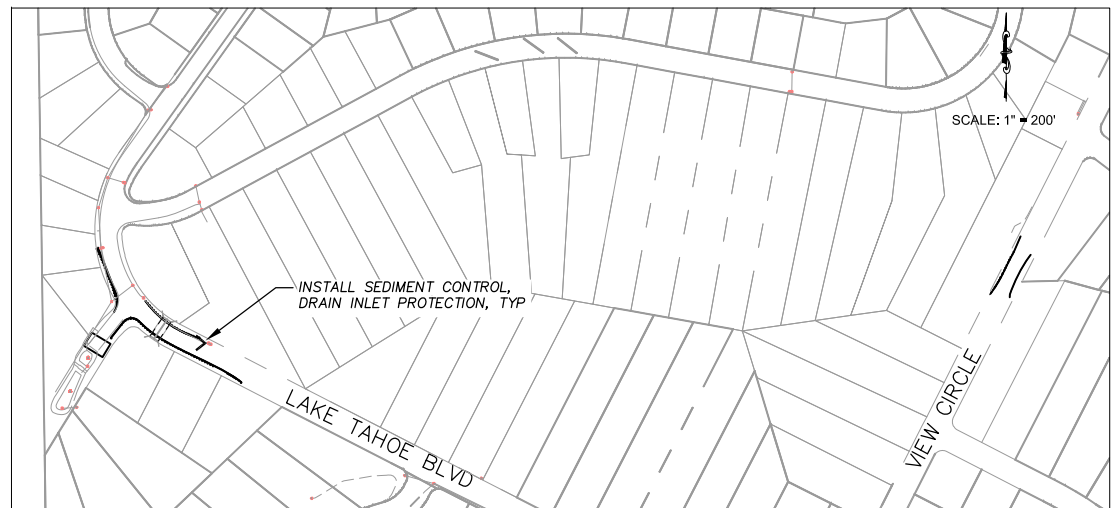 SCALE: 1" = 200'
INSTALL SEDIMENT CONTROL,
DRAIN INLET PROTECTION, TYP
LAKE TAHOE BLVD
VIEW CIRCLE